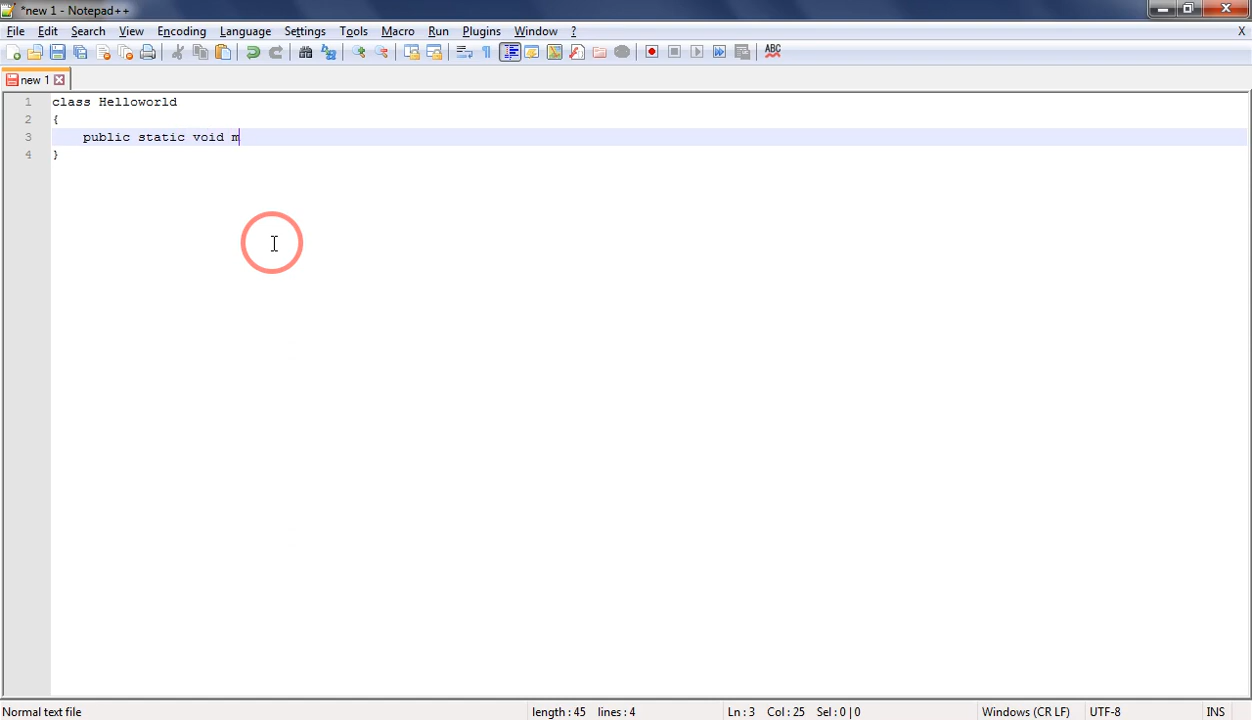 *new 1 - Notepad++
File Edit Search View Encoding Language Settings Tools Macro Run Plugins Window ? X
ABC
new 1
1 class Helloworld
2 {
3 public static void m
4 }
Normal text file length : 45 lines : 4 Ln : 3 Col : 25 Sel : 0 | 0 Windows (CR LF) UTF-8 INS